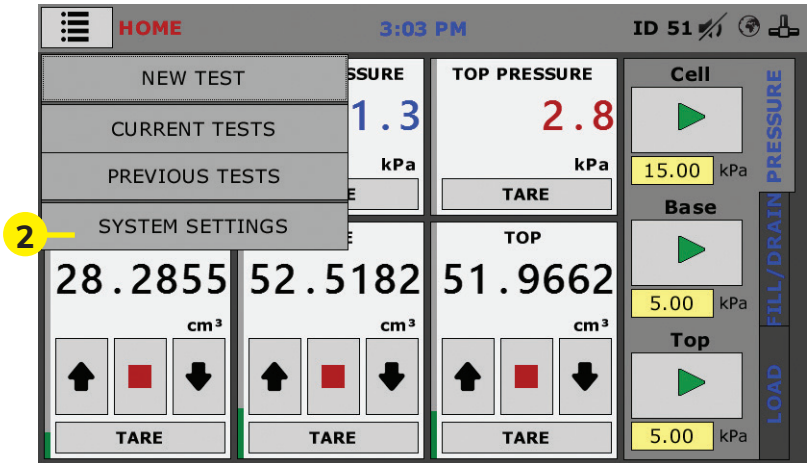 HOME 3:03 PM ID 51
NEW TEST
CURRENT TESTS
PREVIOUS TESTS
SYSTEM SETTINGS
2
SSURE
1.3
kPa
TOP PRESSURE
2.8
kPa
TARE
28.2855
cm³
TARE
52.5182
cm³
TARE
TOP
51.9662
cm³
TARE
Cell
15.00 kPa
Base
5.00 kPa
Top
5.00 kPa
PRESSURE
FILL/DRAIN
LOAD